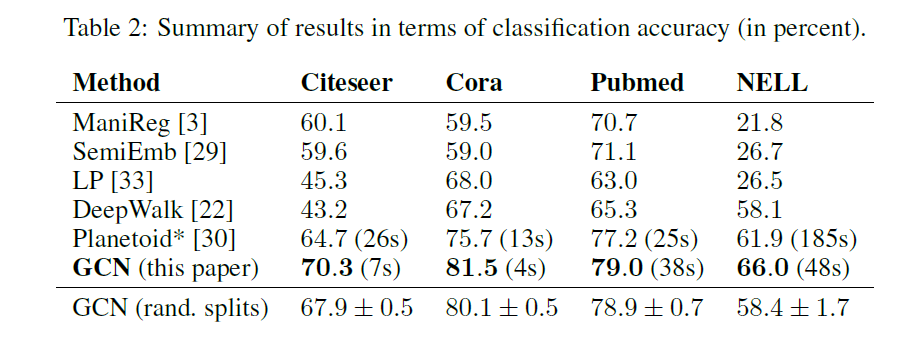 Table 2: Summary of results in terms of classification accuracy (in percent).
Method Citeseer Cora Pubmed NELL
ManiReg [3] 60.1 59.5 70.7 21.8
SemiEmb [29] 59.6 59.0 71.1 26.7
LP [33] 45.3 68.0 63.0 26.5
DeepWalk [22] 43.2 67.2 65.3 58.1
Planetoid* [30] 64.7 (26s) 75.7 (13s) 77.2 (25s) 61.9 (185s)
GCN (this paper) 70.3 (7s) 81.5 (4s) 79.0 (38s) 66.0 (48s)
GCN (rand. splits) 67.9 ± 0.5 80.1 ± 0.5 78.9 ± 0.7 58.4 ± 1.7